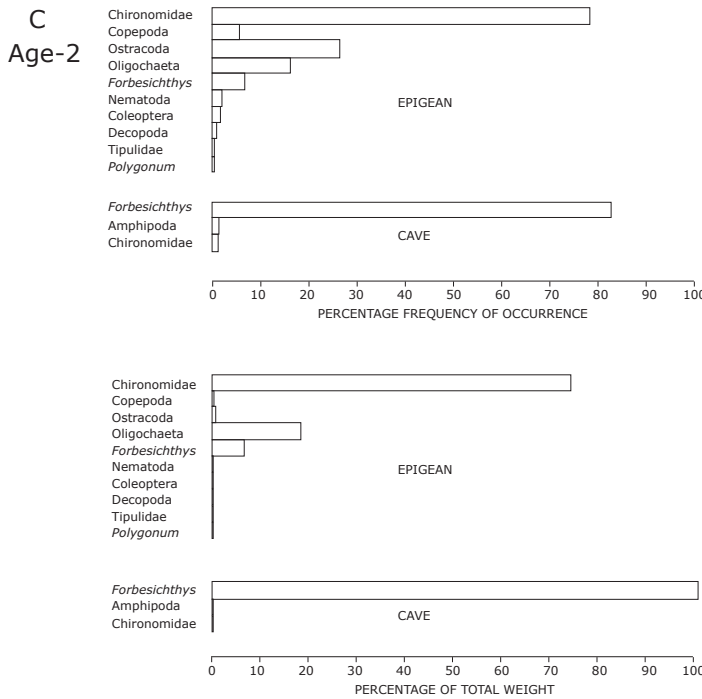 C
Age-2
Chironomidae
Copepoda
Ostracoda
Oligochaeta
Forbesichthys
Nematoda
Coleoptera
Decopoda
Tipulidae
Polygonum
EPIGEAN
Forbesichthys
Amphipoda
Chironomidae
CAVE
0 10 20 30 40 50 60 70 80 90 100
PERCENTAGE FREQUENCY OF OCCURRENCE
Chironomidae
Copepoda
Ostracoda
Oligochaeta
Forbesichthys
Nematoda
Coleoptera
Decopoda
Tipulidae
Polygonum
EPIGEAN
Forbesichthys
Amphipoda
Chironomidae
CAVE
0 10 20 30 40 50 60 70 80 90 100
PERCENTAGE OF TOTAL WEIGHT